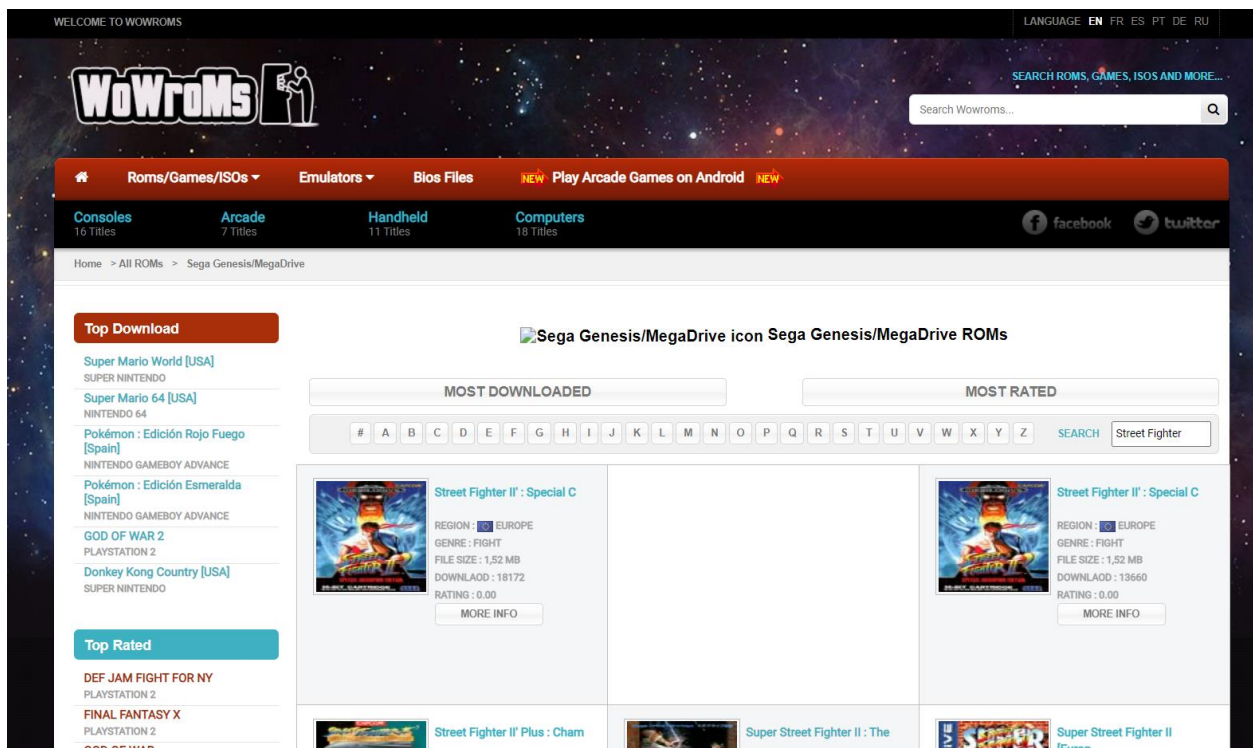 WELCOME TO WOWROMS
LANGUAGE EN FR ES PT DE RU
WoWroMs
SEARCH ROMS, GAMES, ISOS AND MORE...
Search Wowroms...
Roms/Games/ISOs
Emulators
Bios Files
NEW Play Arcade Games on Android NEW
Consoles
16 Titles
Arcade
7 Titles
Handheld
11 Titles
Computers
18 Titles
facebook
twitter
Home > All ROMs > Sega Genesis/MegaDrive
Top Download
Super Mario World [USA]
SUPER NINTENDO
Super Mario 64 [USA]
NINTENDO 64
Pokémon : Edición Rojo Fuego
[Spain]
NINTENDO GAMEBOY ADVANCE
Pokémon : Edición Esmeralda
[Spain]
NINTENDO GAMEBOY ADVANCE
GOD OF WAR 2
PLAYSTATION 2
Donkey Kong Country [USA]
SUPER NINTENDO
Top Rated
DEF JAM FIGHT FOR NY
PLAYSTATION 2
FINAL FANTASY X
PLAYSTATION 2
GOD OF WAR
Sega Genesis/MegaDrive icon Sega Genesis/MegaDrive ROMs
MOST DOWNLOADED
MOST RATED
# A B C D E F G H I J K L M N O P Q R S T U V W X Y Z SEARCH Street Fighter
Street Fighter II' : Special C
REGION : EUROPE
GENRE : FIGHT
FILE SIZE : 1,52 MB
DOWNLAOD : 18172
RATING : 0.00
MORE INFO
Street Fighter II' : Special C
REGION : EUROPE
GENRE : FIGHT
FILE SIZE : 1,52 MB
DOWNLAOD : 13660
RATING : 0.00
MORE INFO
Street Fighter II' Plus : Cham
Super Street Fighter II : The
Super Street Fighter II